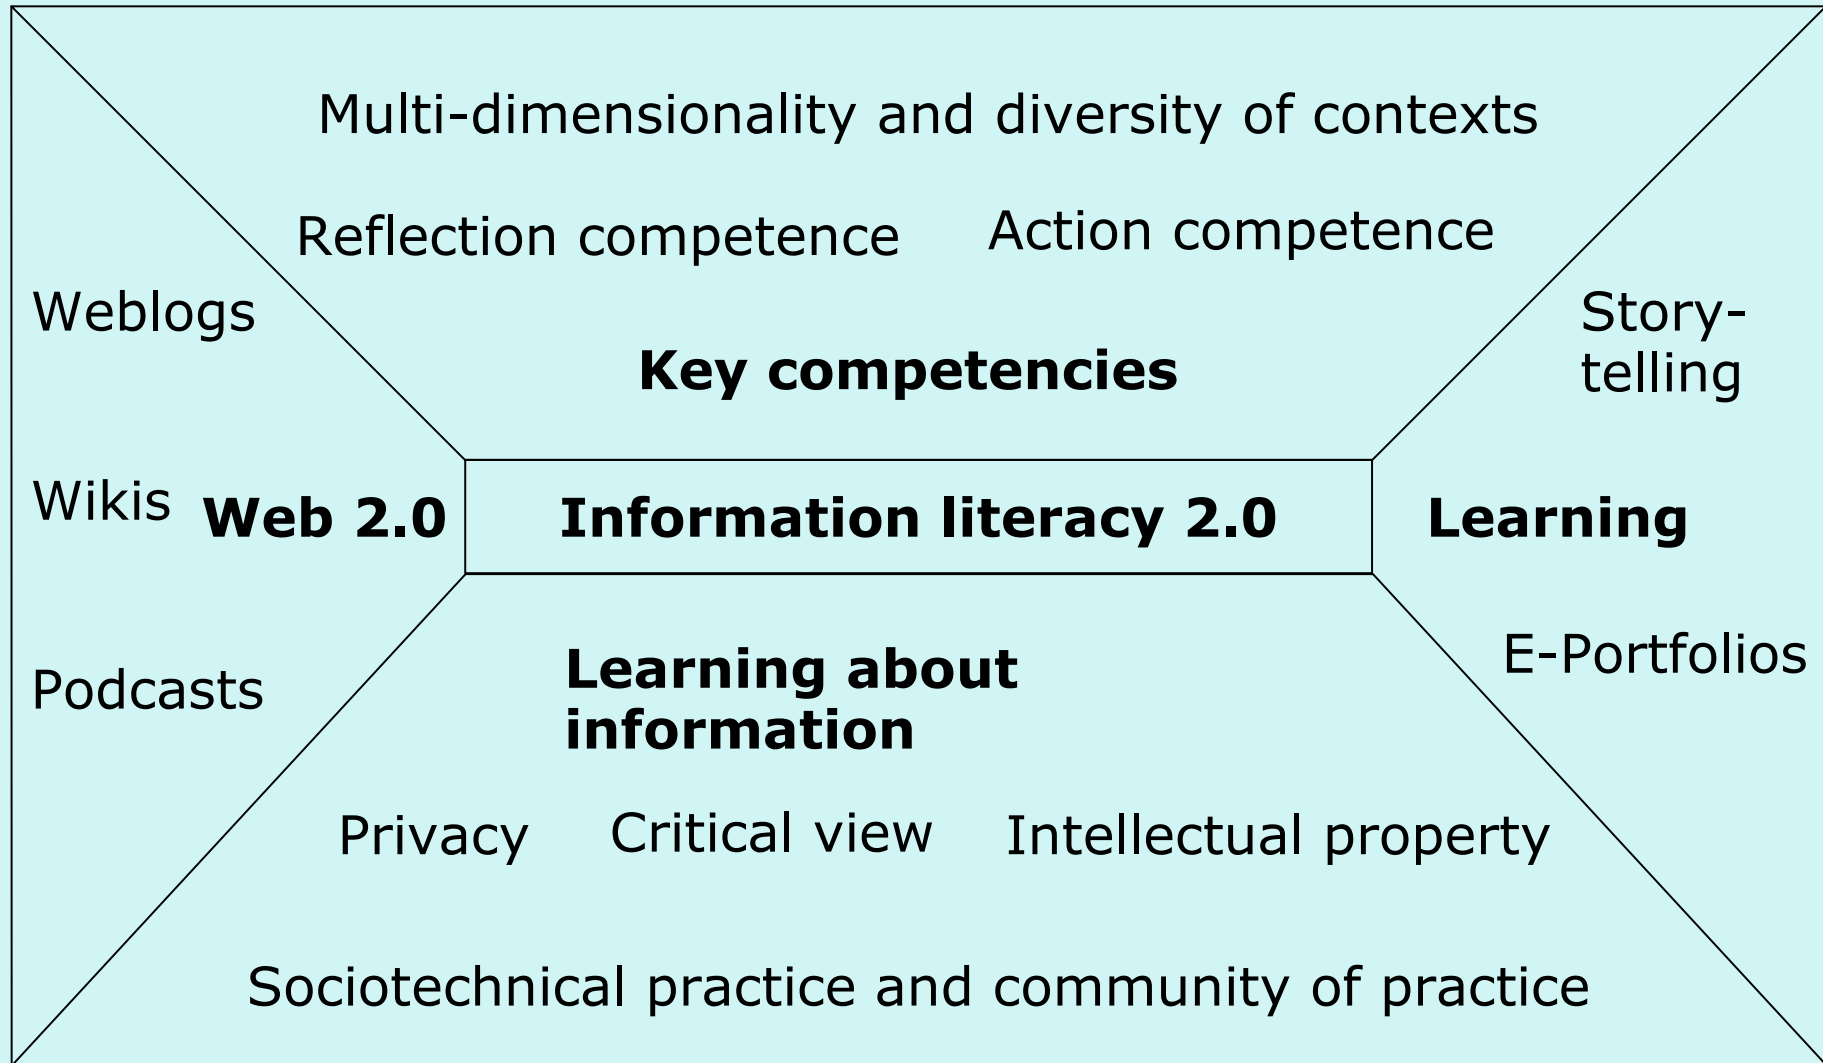 Multi-dimensionality and diversity of contexts
Reflection competence
Action competence
Key competencies
Weblogs
Wikis
Podcasts
Web 2.0
Information literacy 2.0
Learning
Story-
telling
E-Portfolios
Learning about
information
Privacy
Critical view
Intellectual property
Sociotechnical practice and community of practice